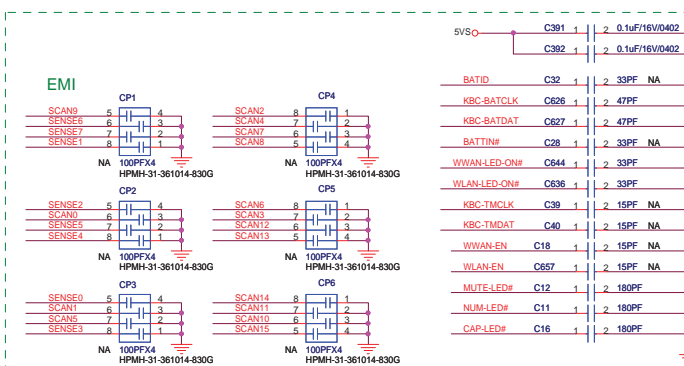 5VS C391 1 2 0.1uF/16V/0402
C392 1 2 0.1uF/16V/0402
EMI
CP1
SCAN9 5 4
SENSE6 6 3
SENSE7 7 2
SENSE1 8 1
NA 100PFX4
HPMH-31-361014-830G
CP4
SCAN2 8 1
SCAN4 7 2
SCAN7 6 3
SCAN8 5 4
NA 100PFX4
HPMH-31-361014-830G
CP2
SENSE2 5 4
SCAN0 6 3
SENSE5 7 2
SENSE4 8 1
NA 100PFX4
HPMH-31-361014-830G
CP5
SCAN6 8 1
SCAN3 7 2
SCAN12 6 3
SCAN13 5 4
NA 100PFX4
HPMH-31-361014-830G
CP3
SENSE0 5 4
SCAN1 6 3
SCAN5 7 2
SENSE3 8 1
NA 100PFX4
HPMH-31-361014-830G
CP6
SCAN14 8 1
SCAN11 7 2
SCAN10 6 3
SCAN15 5 4
NA 100PFX4
HPMH-31-361014-830G
BATID C32 1 2 33PF NA
KBC-BATCLK C626 1 2 47PF
KBC-BATDAT C627 1 2 47PF
BATTIN# C28 1 2 33PF NA
WWAN-LED-ON# C644 1 2 33PF
WLAN-LED-ON# C636 1 2 33PF
KBC-TMCLK C39 1 2 15PF NA
KBC-TMDAT C40 1 2 15PF NA
WWAN-EN C18 1 2 15PF NA
WLAN-EN C657 1 2 15PF NA
MUTE-LED# C12 1 2 180PF
NUM-LED# C11 1 2 180PF
CAP-LED# C16 1 2 180PF